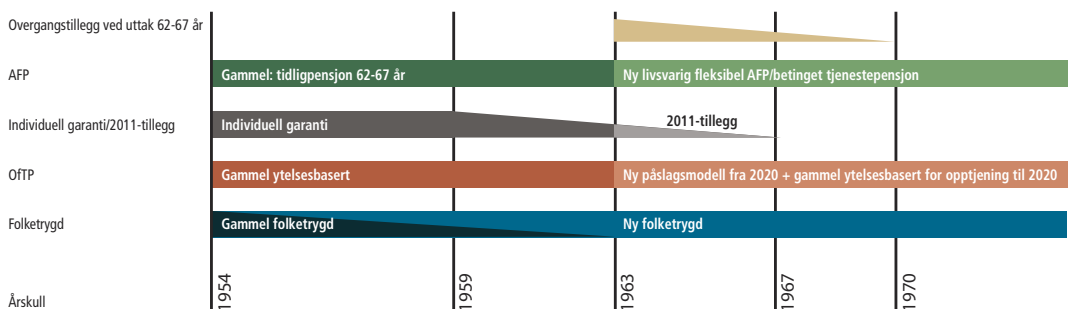 Overgangstillegg ved uttak 62-67 år
AFP
Gammel: tidligpensjon 62-67 år
Ny livsvarig fleksibel AFP/betinget tjenestepensjon
Individuell garanti/2011-tillegg
Individuell garanti
2011-tillegg
OfTP
Gammel ytelsesbasert
Ny påslagsmodell fra 2020 + gammel ytelsesbasert for opptjening til 2020
Folketrygd
Gammel folketrygd
Ny folketrygd
Årskull
1954
1959
1963
1967
1970